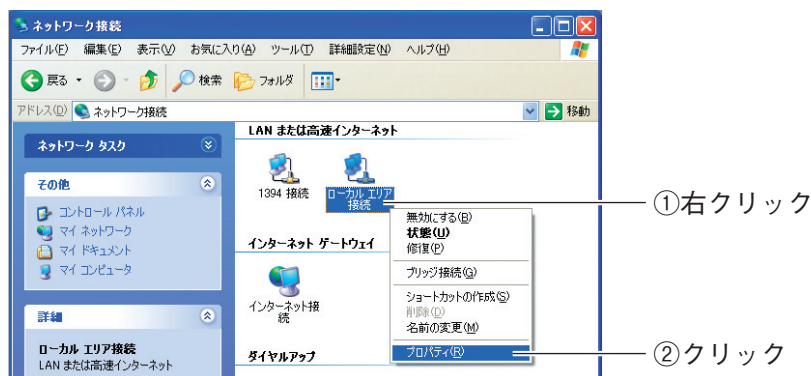 ネットワーク接続
ファイル(F) 編集(E) 表示(V) お気に入り(A) ツール(T) 詳細設定(N) ヘルプ(H)
戻る 検索 フォルダ
アドレス(D) ネットワーク接続 移動
ネットワーク タスク
その他
コントロール パネル
マイ ネットワーク
マイ ドキュメント
マイ コンピュータ
詳細
ローカル エリア接続
LAN または高速インターネット
LAN または高速インターネット
1394 接続
ローカル エリア
接続
インターネット ゲートウェイ
インターネット接
続
ダイヤルアップ
無効にする(B)
状態(U)
修復(P)
ブリッジ接続(G)
ショートカットの作成(S)
削除(D)
名前の変更(M)
プロパティ(R)
①右クリック
②クリック